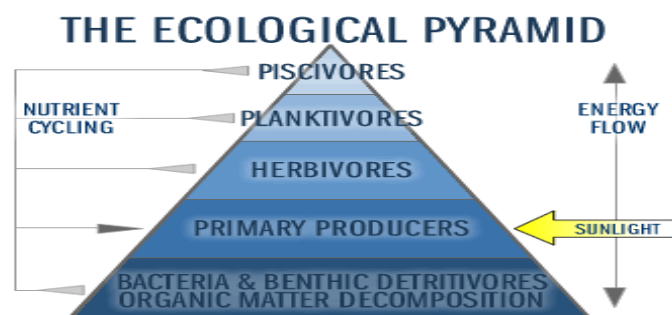 THE ECOLOGICAL PYRAMID
PISCIVORES
NUTRIENT
CYCLING
PLANKTIVORES
ENERGY
FLOW
HERBIVORES
PRIMARY PRODUCERS
SUNLIGHT
BACTERIA & BENTHIC DETRITIVORES
ORGANIC MATTER DECOMPOSITION